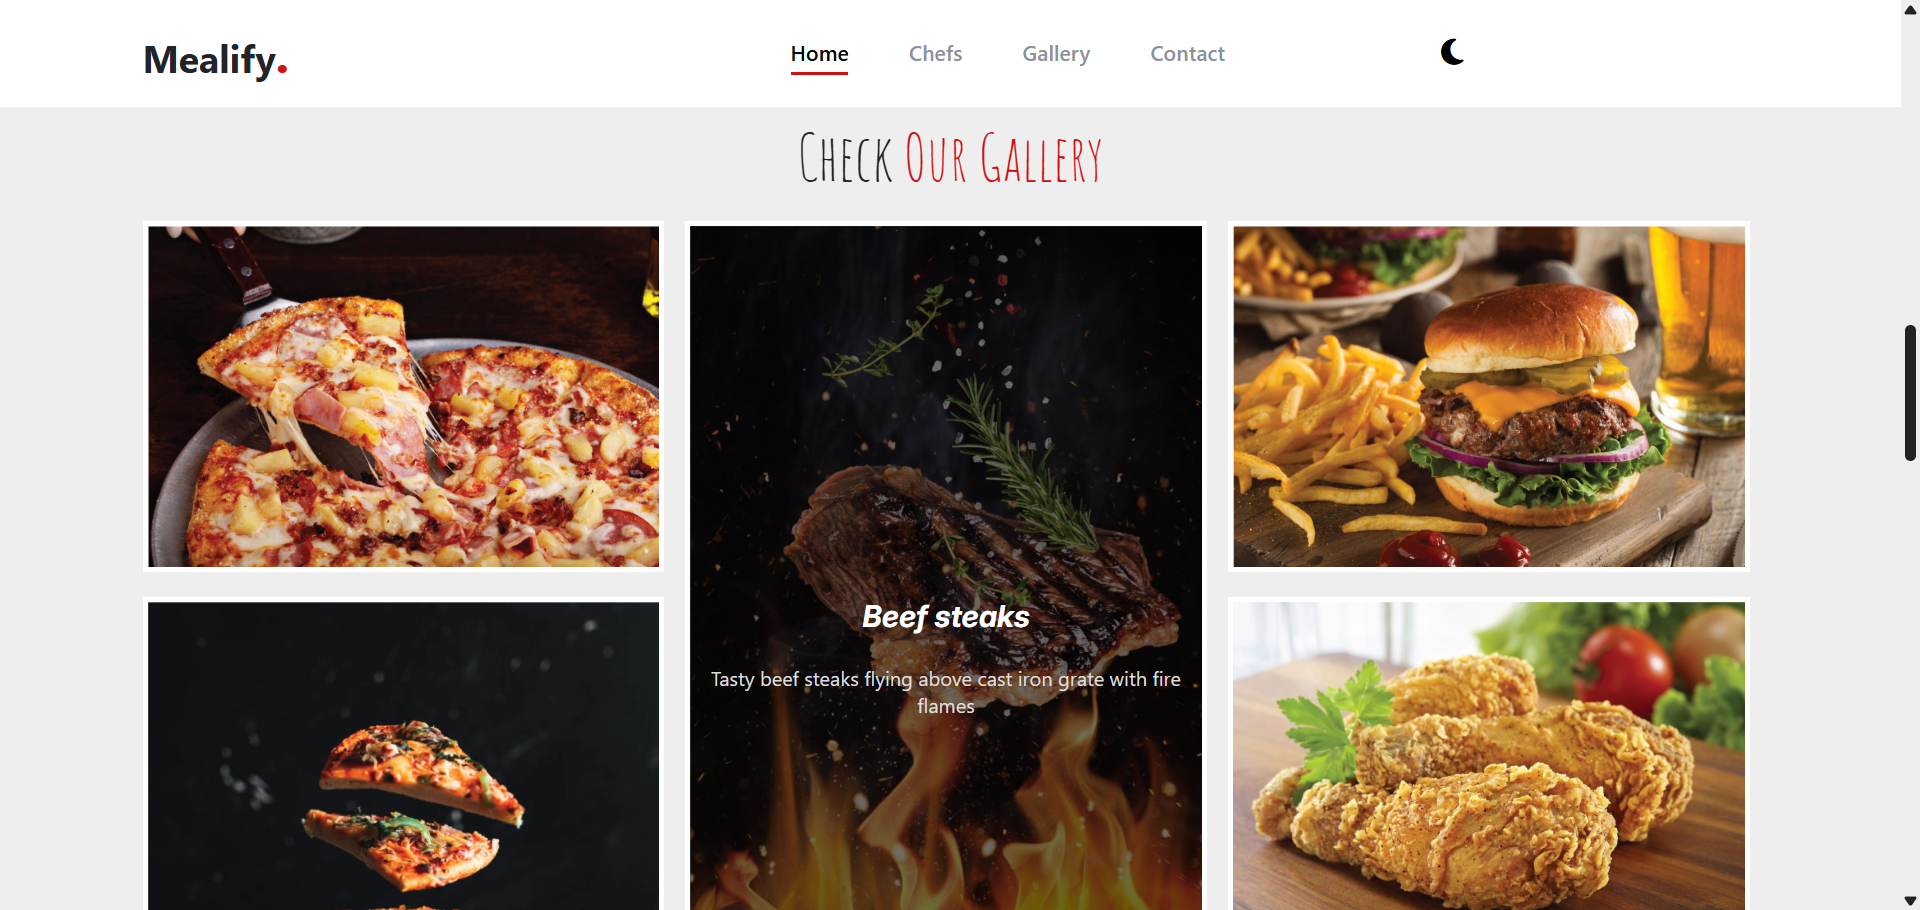 Mealify.
Home
Chefs
Gallery
Contact
Check Our Gallery
Beef steaks
Tasty beef steaks flying above cast iron grate with fire
flames